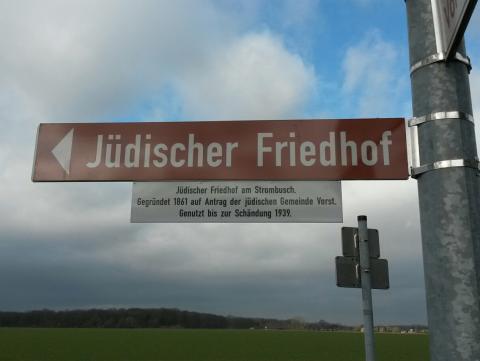 Jüdischer Friedhof
Jüdischer Friedhof am Strombusch.
Gegründet 1861 auf Antrag der jüdischen Gemeinde Vorst.
Genutzt bis zur Schändung 1939.